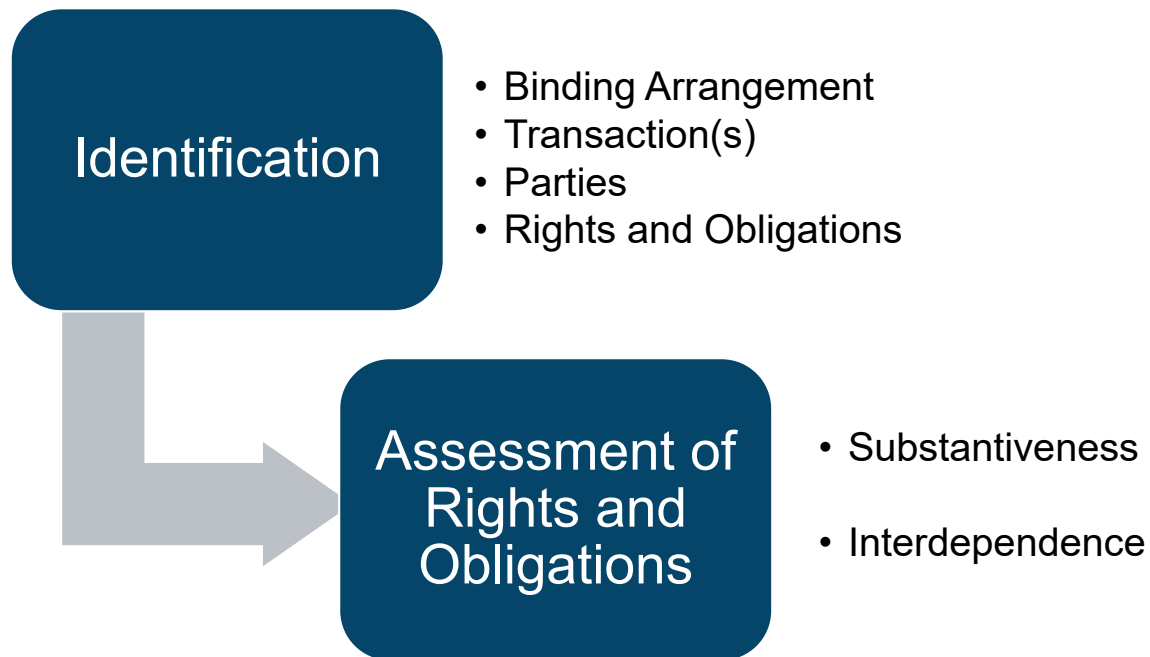 Identification
• Binding Arrangement
• Transaction(s)
• Parties
• Rights and Obligations
Assessment of
Rights and
Obligations
• Substantiveness
• Interdependence